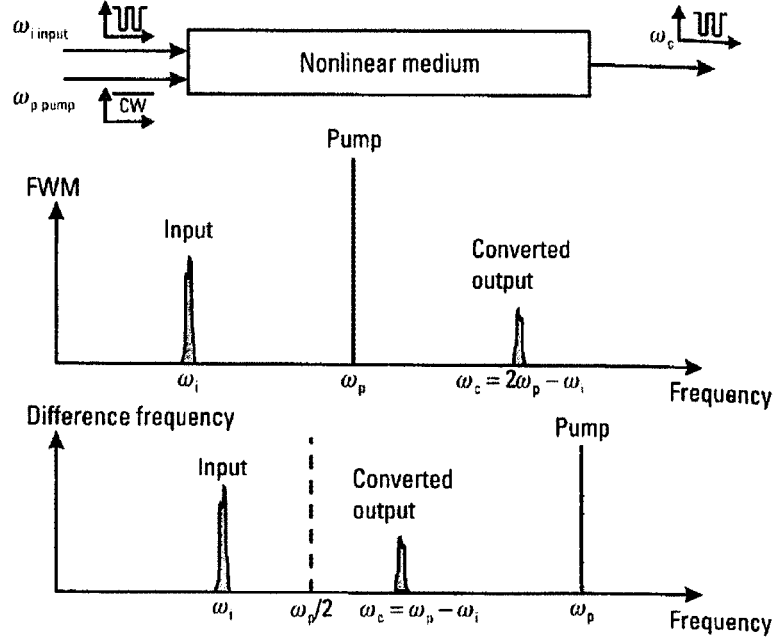 ω_i input
ω_c
Nonlinear medium
ω_p pump
CW
Pump
FWM
Input
Converted
output
ω_i
ω_p
ω_c = 2ω_p − ω_i
Frequency
Difference frequency
Pump
Input
Converted
output
ω_i
ω_p/2
ω_c = ω_p − ω_i
ω_p
Frequency